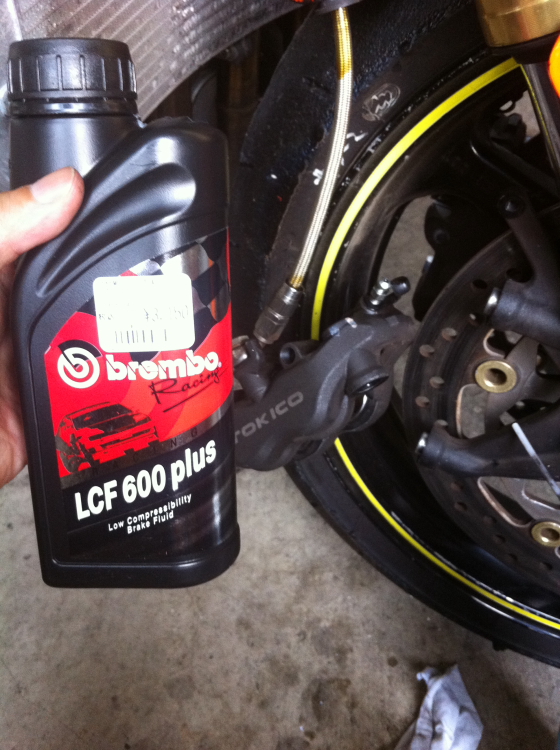 brembo.
Racing
LCF 600 plus
Low Compressibility
Brake Fluid
TOKICO